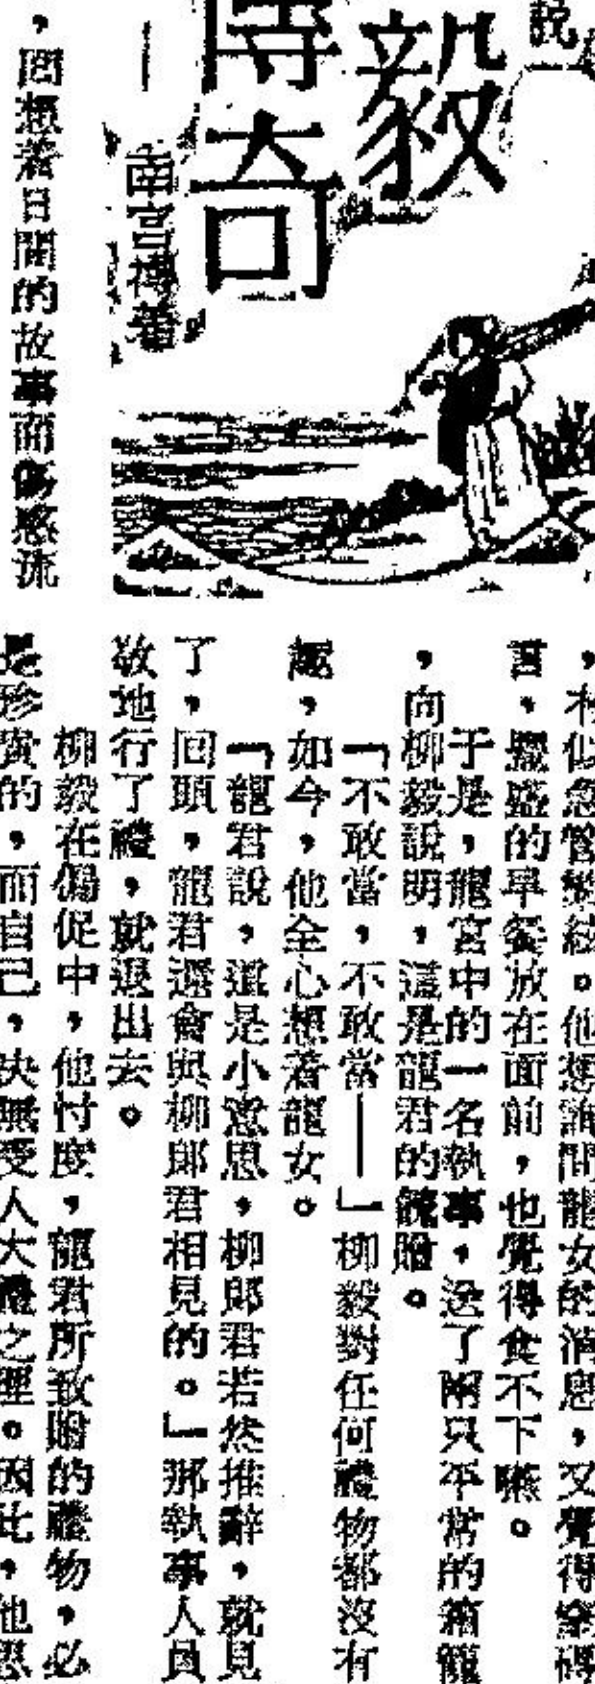 說
毅
傳奇
南宮搏著
，回想着日間的故事而傷感流
，才似急管繁絃。他想詢問龍女的消息，又覺得
言，豐盛的早餐放在面前，也覺得食不下嚥。
于是，龍宮中的一名執事，送了兩只平常的箱籠
，向柳毅說明，這是龍君的餽贈。
「不敢當，不敢當——」柳毅對任何禮物都沒有
趣，如今，他全心想着龍女。
「龍君說，這是小意思，柳郎君若然推辭，就見
了，回頭，龍君還會與柳郎君相見的。」那執事人員
敬地行了禮，就退出去。
柳毅在侷促中，他忖度，龍君所致贈的禮物，必
是珍貴的，而自己，決無受人大禮之理。因此，他思